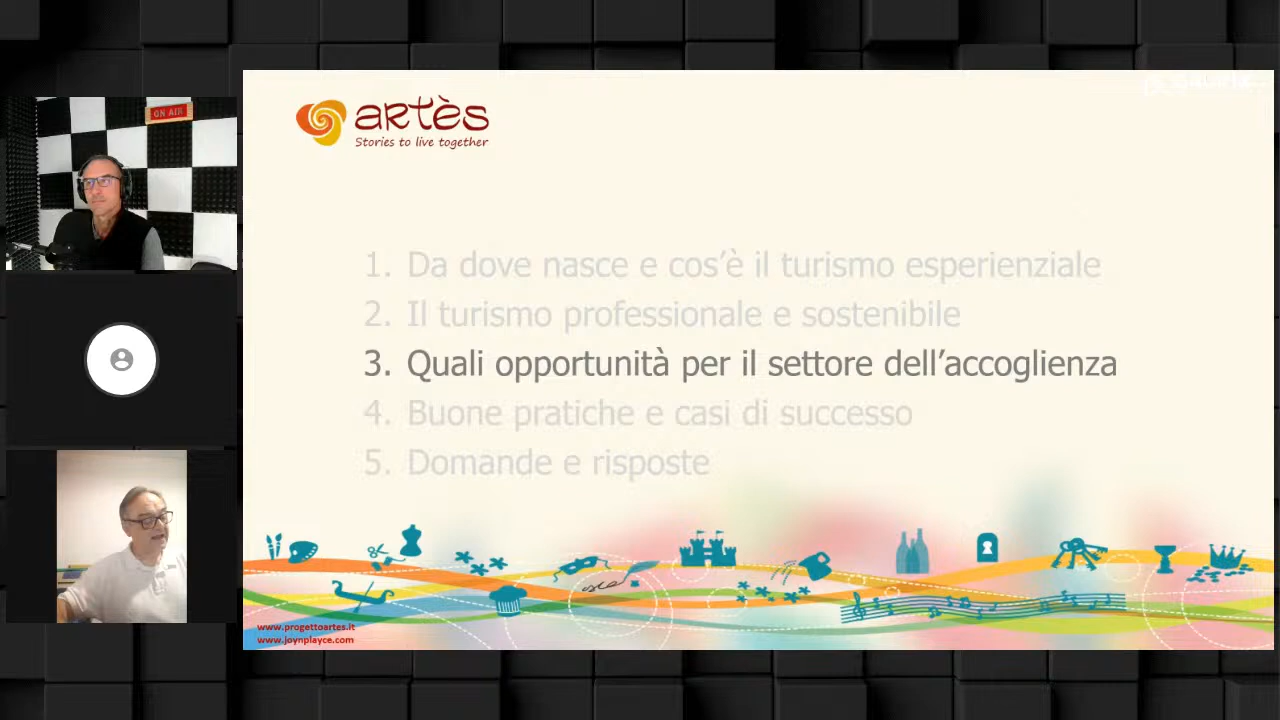 ON AIR
artès
Stories to live together
1. Da dove nasce e cos’è il turismo esperienziale
2. Il turismo professionale e sostenibile
3. Quali opportunità per il settore dell’accoglienza
4. Buone pratiche e casi di successo
5. Domande e risposte
www.progettoartes.it
www.joynplayce.com